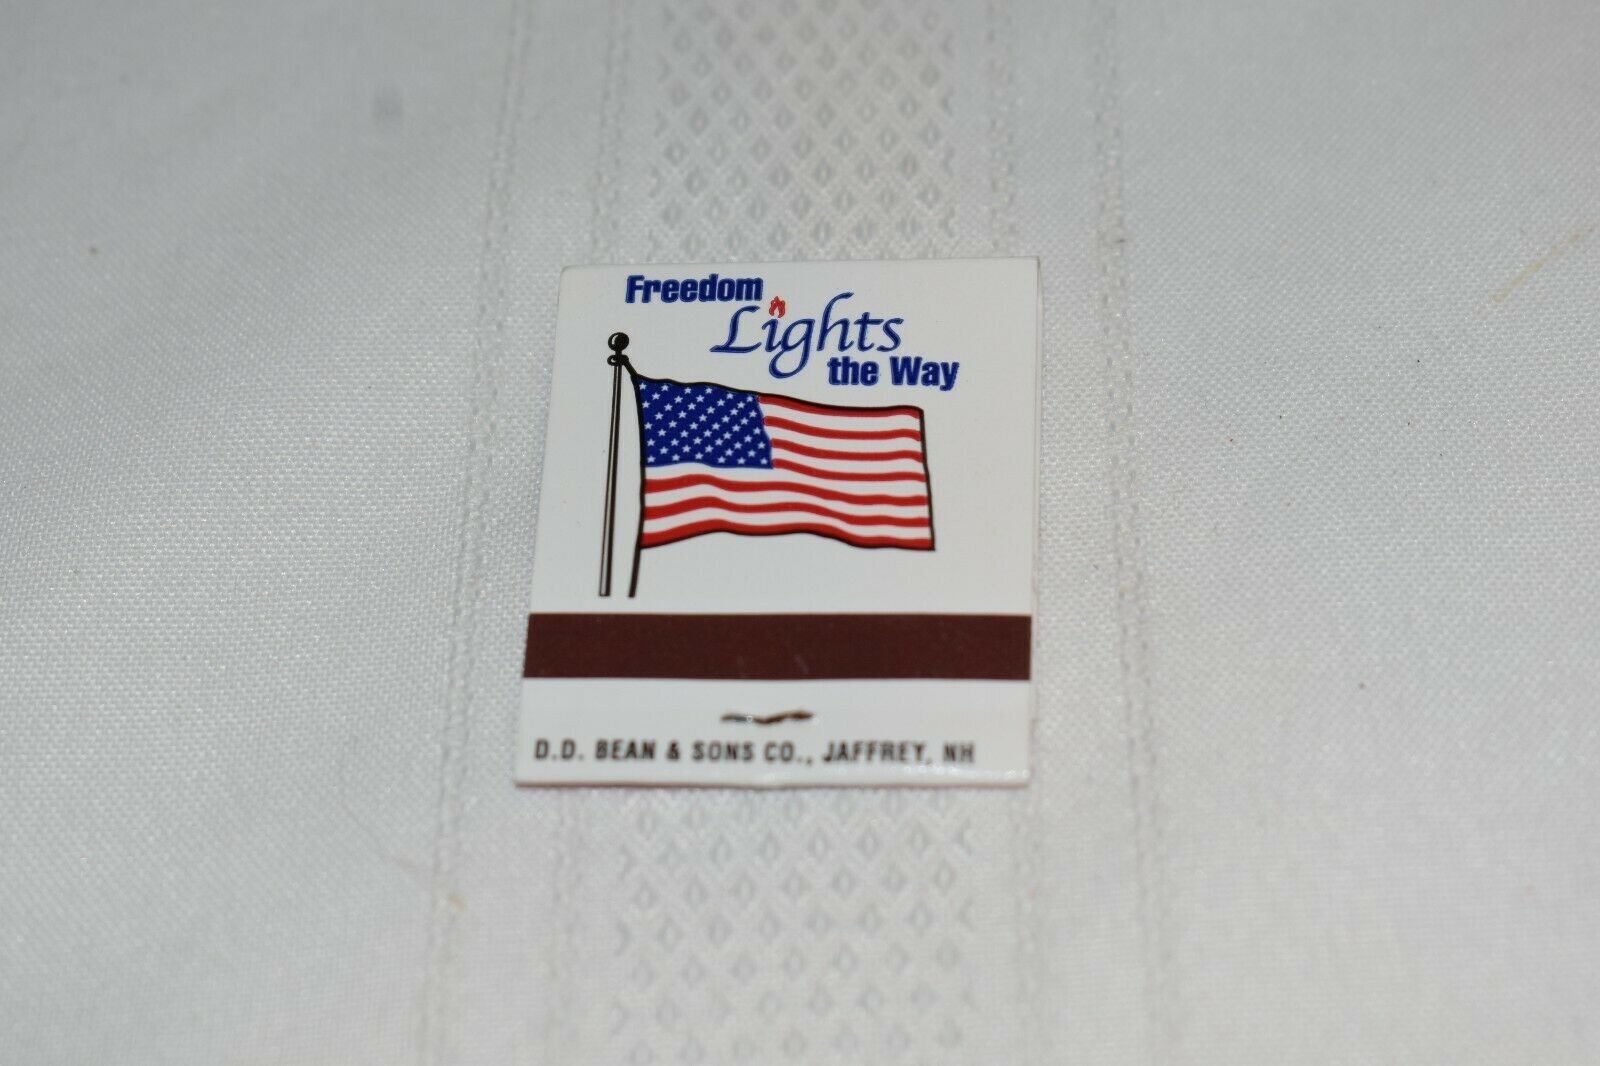 Freedom
Lights
the Way
D.D. BEAN & SONS CO., JAFFREY, NH